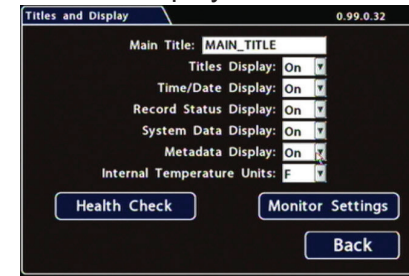 Titles and Display 0.99.0.32
Main Title: MAIN_TITLE
Titles Display: On
Time/Date Display: On
Record Status Display: On
System Data Display: On
Metadata Display: On
Internal Temperature Units: F
Health Check Monitor Settings
Back